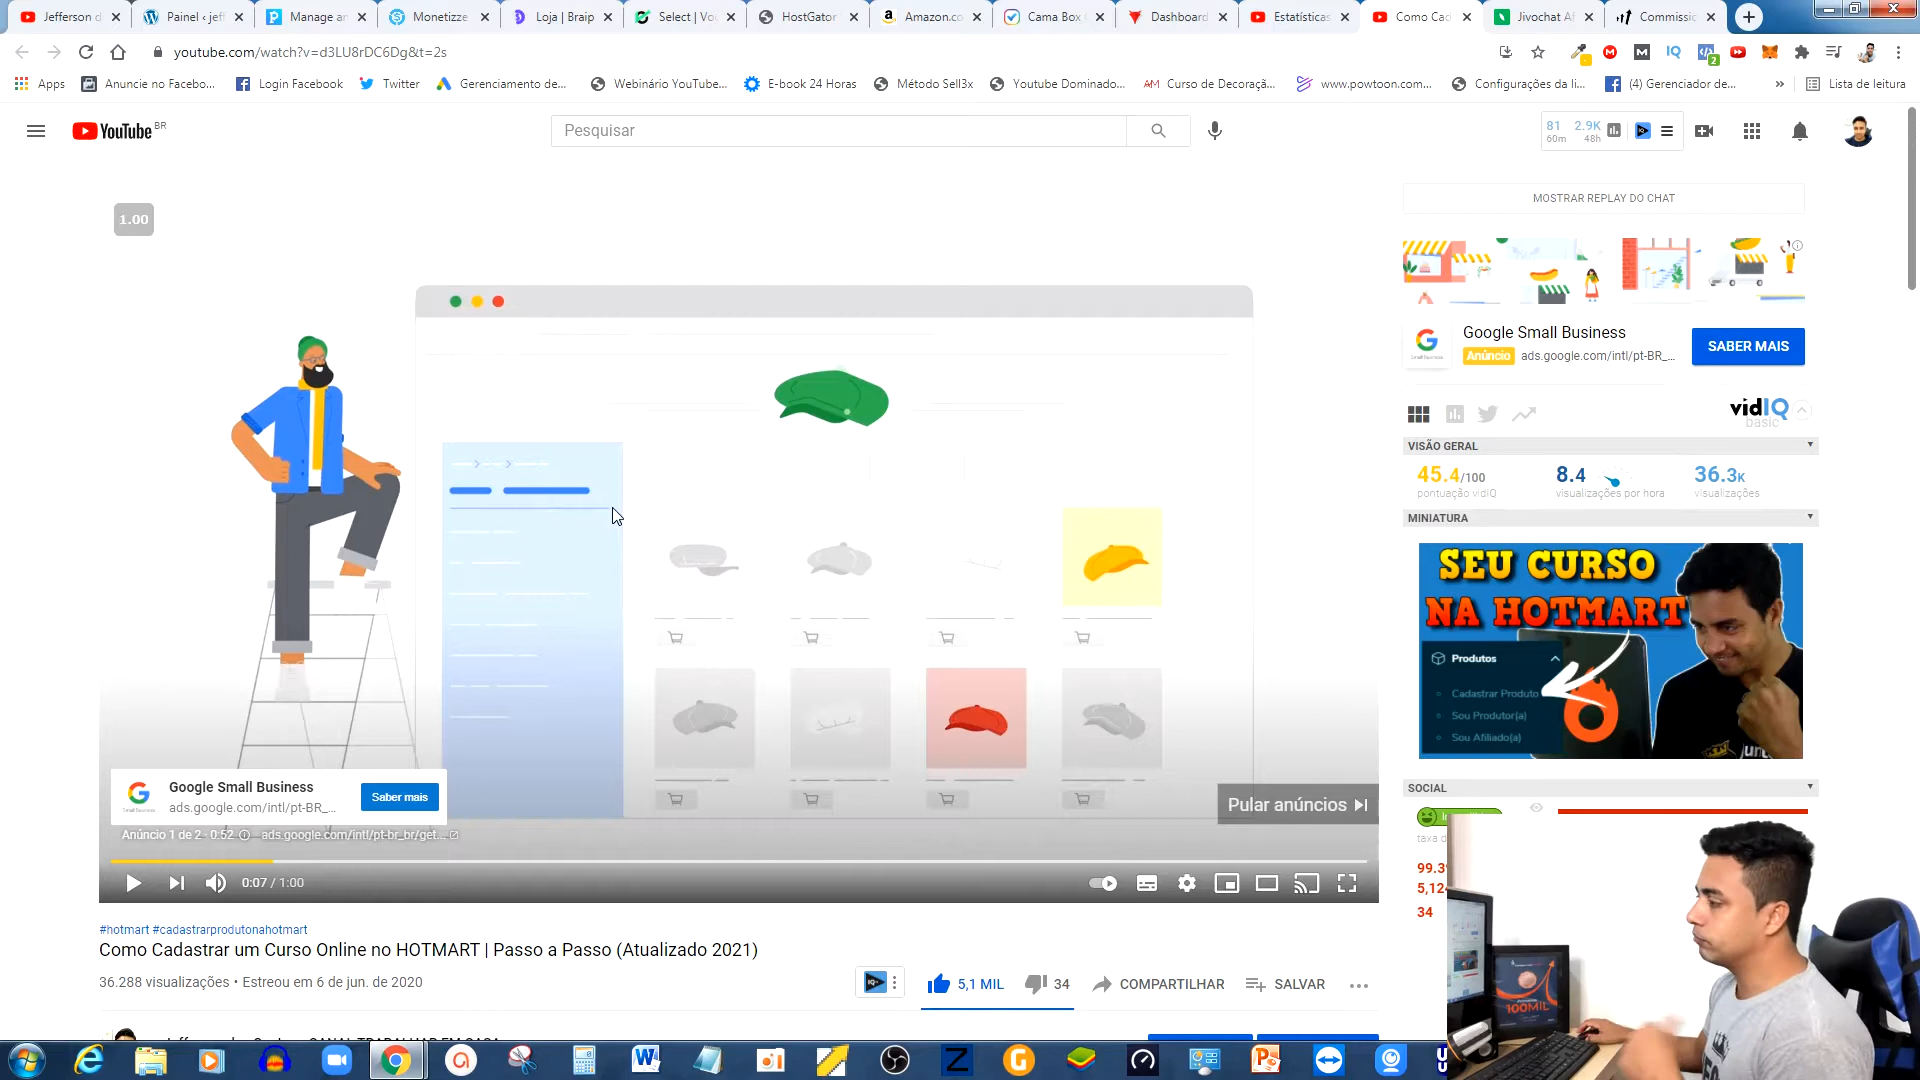 Jefferson d
Painel ‹ jeff
Manage an
Monetizze
Loja | Braip
Select | Vo
HostGator
Amazon.co
Cama Box C
Dashboard
Estatísticas
Como Cad
Jivochat Af
Commissio
youtube.com/watch?v=d3LU8rDC6Dg&t=2s
Apps
Anuncie no Facebo...
Login Facebook
Twitter
Gerenciamento de...
Webinário YouTube...
E-book 24 Horas
Método Sell3x
Youtube Dominado...
Curso de Decoraçã...
www.powtoon.com...
Configurações da li...
(4) Gerenciador de...
»
Lista de leitura
YouTube BR
Pesquisar
81 2.9K
60m 48h
1.00
MOSTRAR REPLAY DO CHAT
Google Small Business
Anúncio ads.google.com/intl/pt-BR_...
SABER MAIS
vidIQ
basic
VISÃO GERAL
45.4/100
pontuação vidIQ
8.4
visualizações por hora
36.3K
visualizações
MINIATURA
SEU CURSO
NA HOTMART
Produtos
Cadastrar Produto
Sou Produtor(a)
Sou Afiliado(a)
SOCIAL
99.3
5,12
34
Google Small Business
ads.google.com/intl/pt-BR_...
Saber mais
Anúncio 1 de 2 · 0:52
ads.google.com/intl/pt-br_br/get...
Pular anúncios
0:07 / 1:00
#hotmart #cadastrarprodutonahotmart
Como Cadastrar um Curso Online no HOTMART | Passo a Passo (Atualizado 2021)
36.288 visualizações • Estreou em 6 de jun. de 2020
5,1 MIL
34
COMPARTILHAR
SALVAR
100MIL